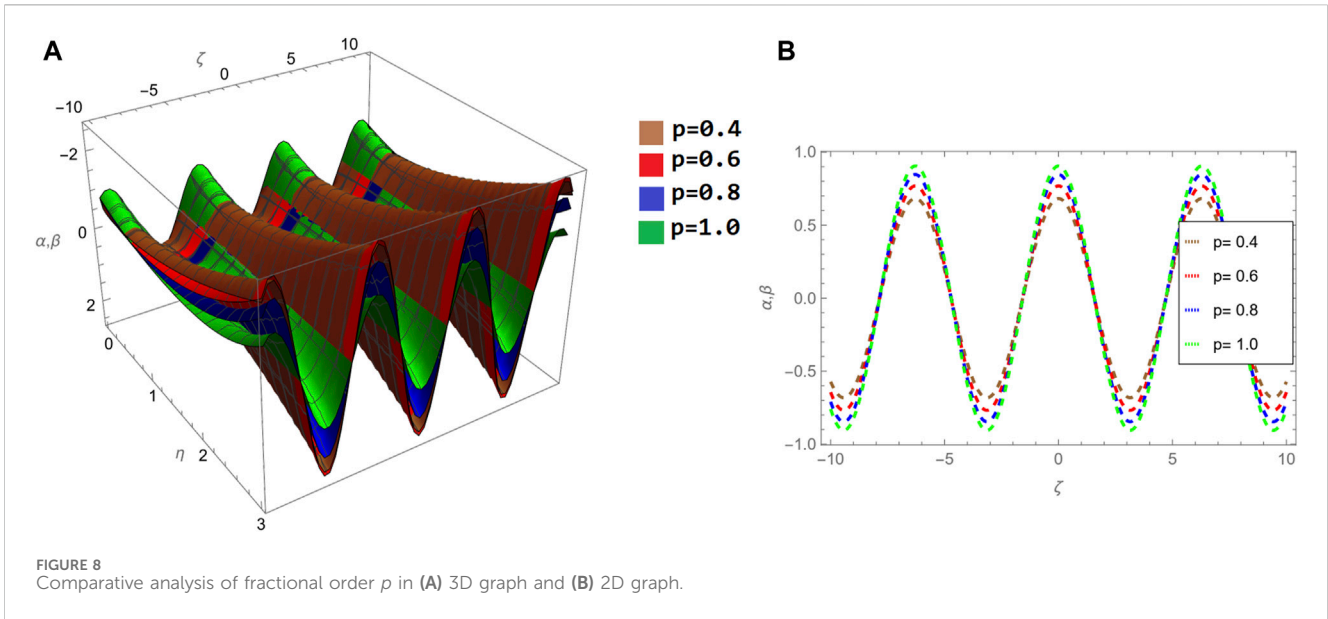 A
ζ
-10
-5
0
5
10
-2
0
2
α,β
0
1
2
3
η
p=0.4
p=0.6
p=0.8
p=1.0
B
1.0
0.5
0.0
-0.5
-1.0
α,β
-10
-5
0
5
10
ζ
p= 0.4
p= 0.6
p= 0.8
p= 1.0
FIGURE 8
Comparative analysis of fractional order p in (A) 3D graph and (B) 2D graph.